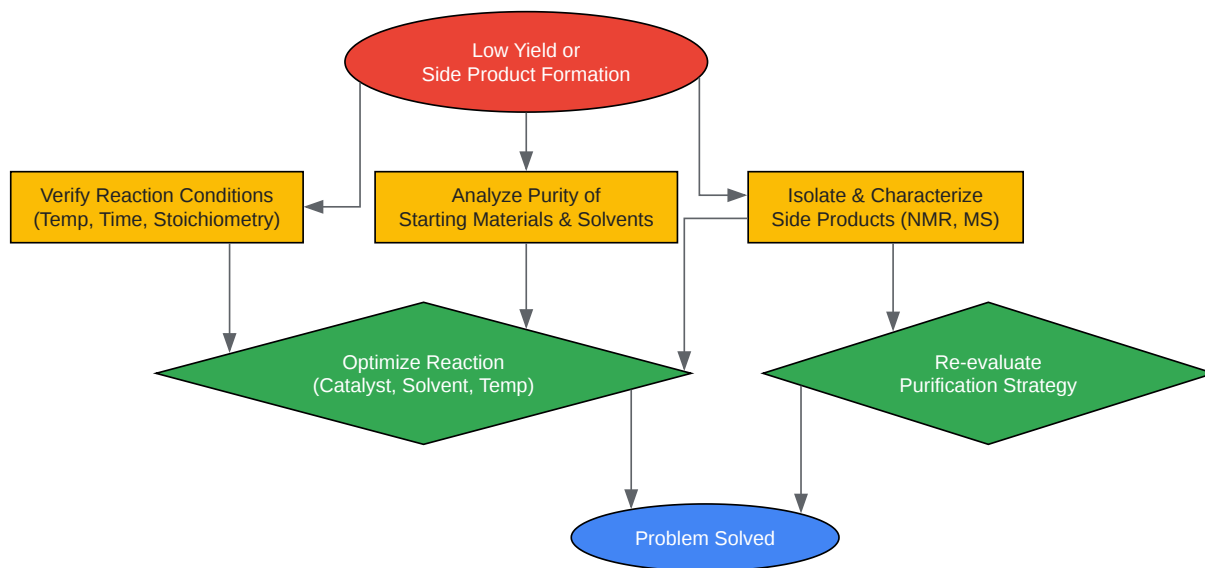 Low Yield or
Side Product Formation
Verify Reaction Conditions
(Temp, Time, Stoichiometry)
Analyze Purity of
Starting Materials & Solvents
Isolate & Characterize
Side Products (NMR, MS)
Optimize Reaction
(Catalyst, Solvent, Temp)
Re-evaluate
Purification Strategy
Problem Solved